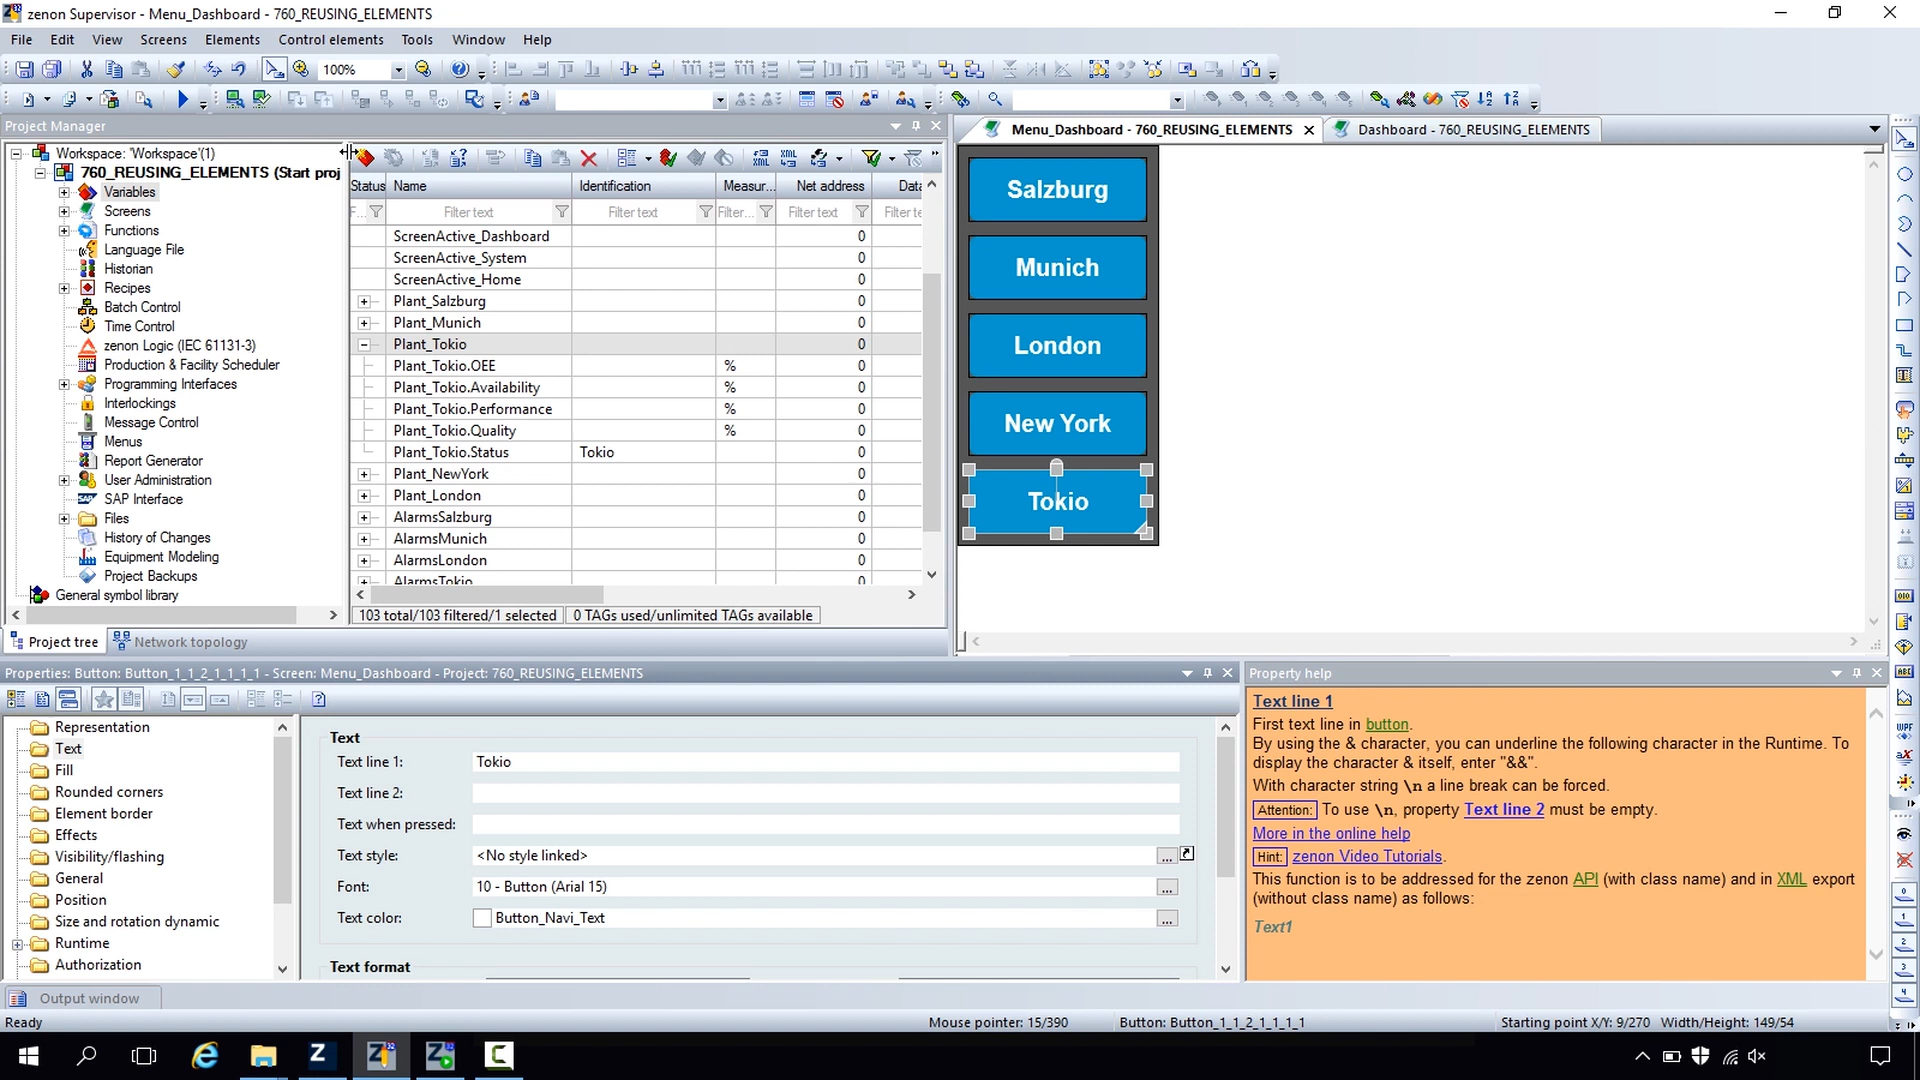 zenon Supervisor - Menu_Dashboard - 760_REUSING_ELEMENTS
File Edit View Screens Elements Control elements Tools Window Help
100%
Project Manager
Workspace: 'Workspace'(1)
760_REUSING_ELEMENTS (Start proj
Variables
Screens
Functions
Language File
Historian
Recipes
Batch Control
Time Control
zenon Logic (IEC 61131-3)
Production & Facility Scheduler
Programming Interfaces
Interlockings
Message Control
Menus
Report Generator
User Administration
SAP Interface
Files
History of Changes
Equipment Modeling
Project Backups
General symbol library
Project tree Network topology
Status Name Identification Measur... Net address Data
F... Filter text Filter text Filter... Filter text Filter te
ScreenActive_Dashboard 0
ScreenActive_System 0
ScreenActive_Home 0
Plant_Salzburg 0
Plant_Munich 0
Plant_Tokio 0
Plant_Tokio.OEE % 0
Plant_Tokio.Availability % 0
Plant_Tokio.Performance % 0
Plant_Tokio.Quality % 0
Plant_Tokio.Status Tokio 0
Plant_NewYork 0
Plant_London 0
AlarmsSalzburg 0
AlarmsMunich 0
AlarmsLondon 0
AlarmsTokio 0
103 total/103 filtered/1 selected 0 TAGs used/unlimited TAGs available
Menu_Dashboard - 760_REUSING_ELEMENTS Dashboard - 760_REUSING_ELEMENTS
Salzburg
Munich
London
New York
Tokio
Properties: Button: Button_1_1_2_1_1_1_1 - Screen: Menu_Dashboard - Project: 760_REUSING_ELEMENTS
Representation
Text
Fill
Rounded corners
Element border
Effects
Visibility/flashing
General
Position
Size and rotation dynamic
Runtime
Authorization
Text
Text line 1: Tokio
Text line 2:
Text when pressed:
Text style: <No style linked> ...
Font: 10 - Button (Arial 15) ...
Text color: Button_Navi_Text ...
Text format
Property help
Text line 1
First text line in button.
By using the & character, you can underline the following character in the Runtime. To
display the character & itself, enter "&&".
With character string \n a line break can be forced.
Attention: To use \n, property Text line 2 must be empty.
More in the online help
Hint: zenon Video Tutorials.
This function is to be addressed for the zenon API (with class name) and in XML export
(without class name) as follows:
Text1
Output window
Ready Mouse pointer: 15/390 Button: Button_1_1_2_1_1_1_1 Starting point X/Y: 9/270 Width/Height: 149/54